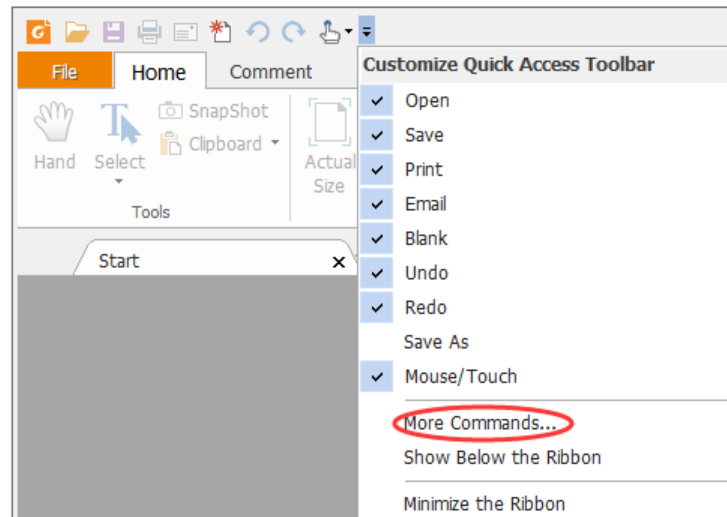 File Home Comment
Customize Quick Access Toolbar
SnapShot
Clipboard
Hand Select
Actual
Size
Tools
Start
Open
Save
Print
Email
Blank
Undo
Redo
Save As
Mouse/Touch
More Commands...
Show Below the Ribbon
Minimize the Ribbon